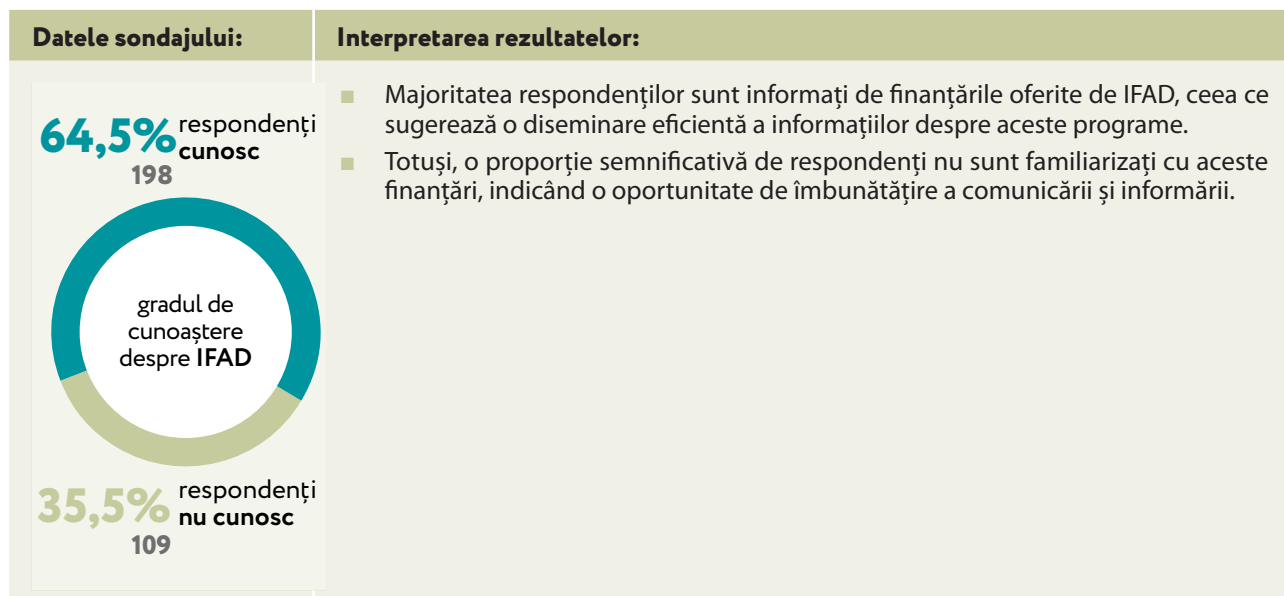 Datele sondajului:
Interpretarea rezultatelor:
64,5% respondenți
cunosc
198
gradul de
cunoaștere
despre IFAD
35,5% respondenți
nu cunosc
109
■ Majoritatea respondenților sunt informați de finanțările oferite de IFAD, ceea ce
sugerează o diseminare eficientă a informațiilor despre aceste programe.
■ Totuși, o proporție semnificativă de respondenți nu sunt familiarizați cu aceste
finanțări, indicând o oportunitate de îmbunătățire a comunicării și informării.